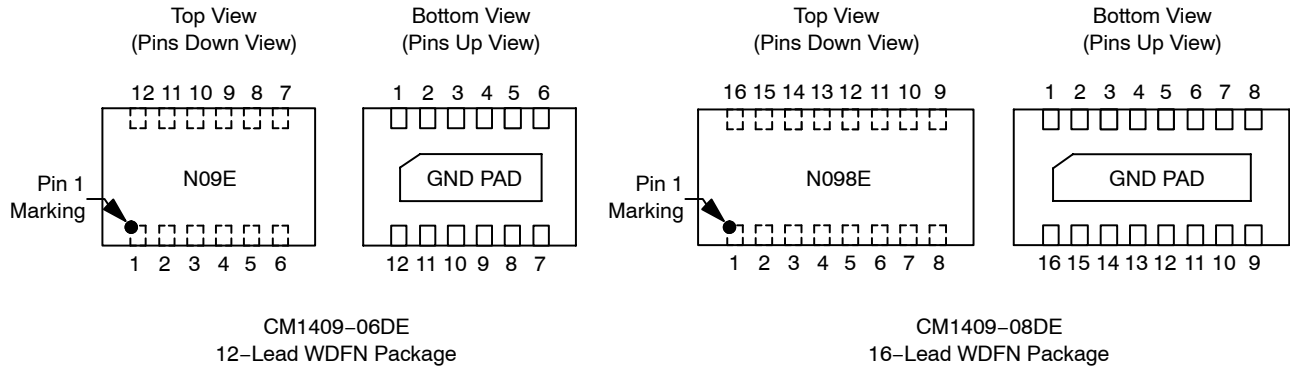 Top View
(Pins Down View)
Bottom View
(Pins Up View)
Top View
(Pins Down View)
Bottom View
(Pins Up View)
12 11 10 9 8 7
1 2 3 4 5 6
16 15 14 13 12 11 10 9
1 2 3 4 5 6 7 8
Pin 1
Marking
N09E
GND PAD
Pin 1
Marking
N098E
GND PAD
1 2 3 4 5 6
12 11 10 9 8 7
1 2 3 4 5 6 7 8
16 15 14 13 12 11 10 9
CM1409−06DE
12−Lead WDFN Package
CM1409−08DE
16−Lead WDFN Package